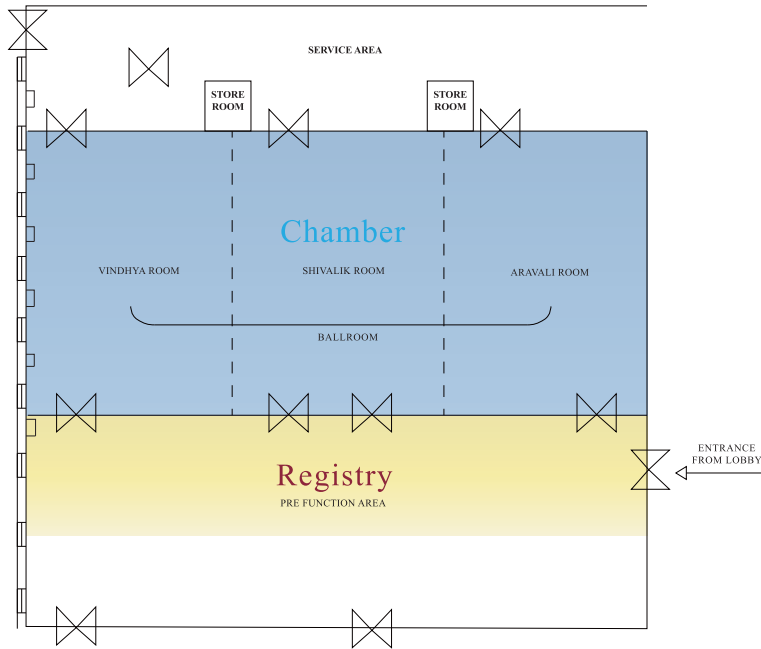 SERVICE AREA
STORE
ROOM
STORE
ROOM
Chamber
VINDHYA ROOM
SHIVALIK ROOM
ARAVALI ROOM
BALLROOM
ENTRANCE
FROM LOBBY
Registry
PRE FUNCTION AREA